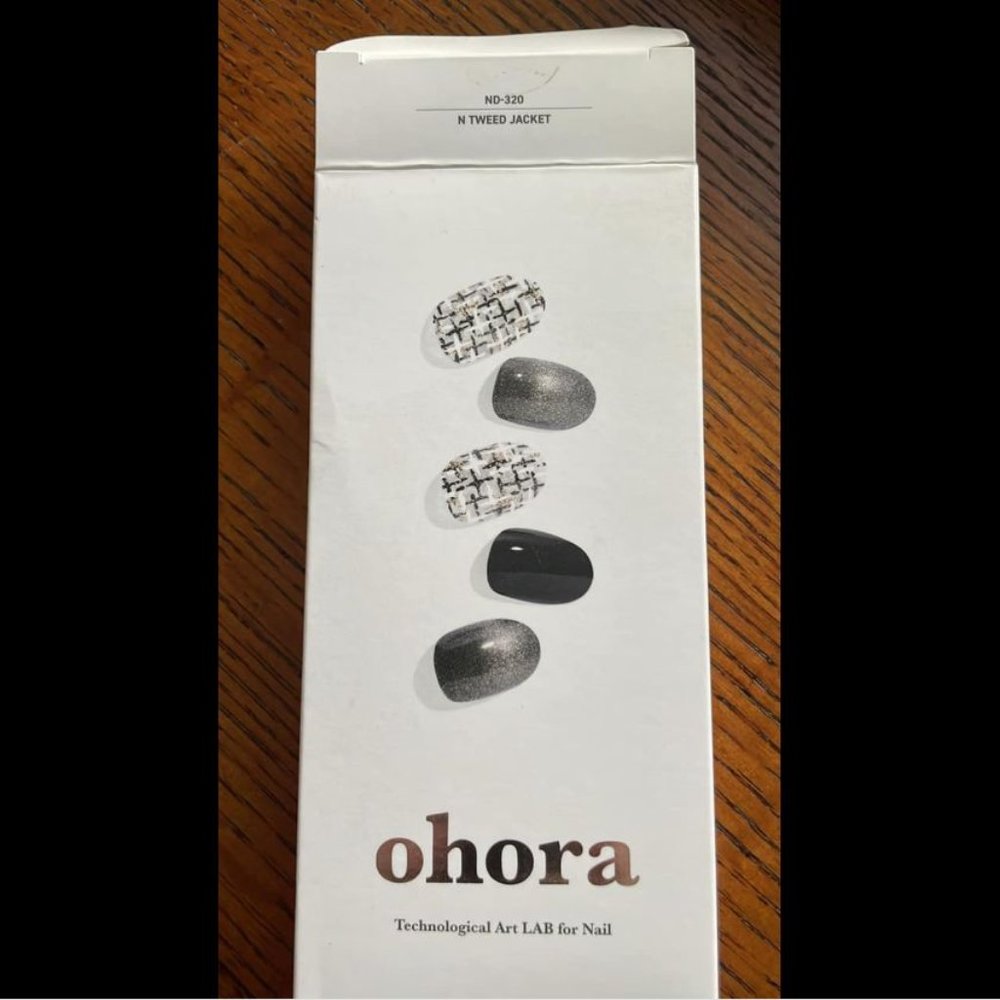 ND-320
N TWEED JACKET
ohora
Technological Art LAB for Nail